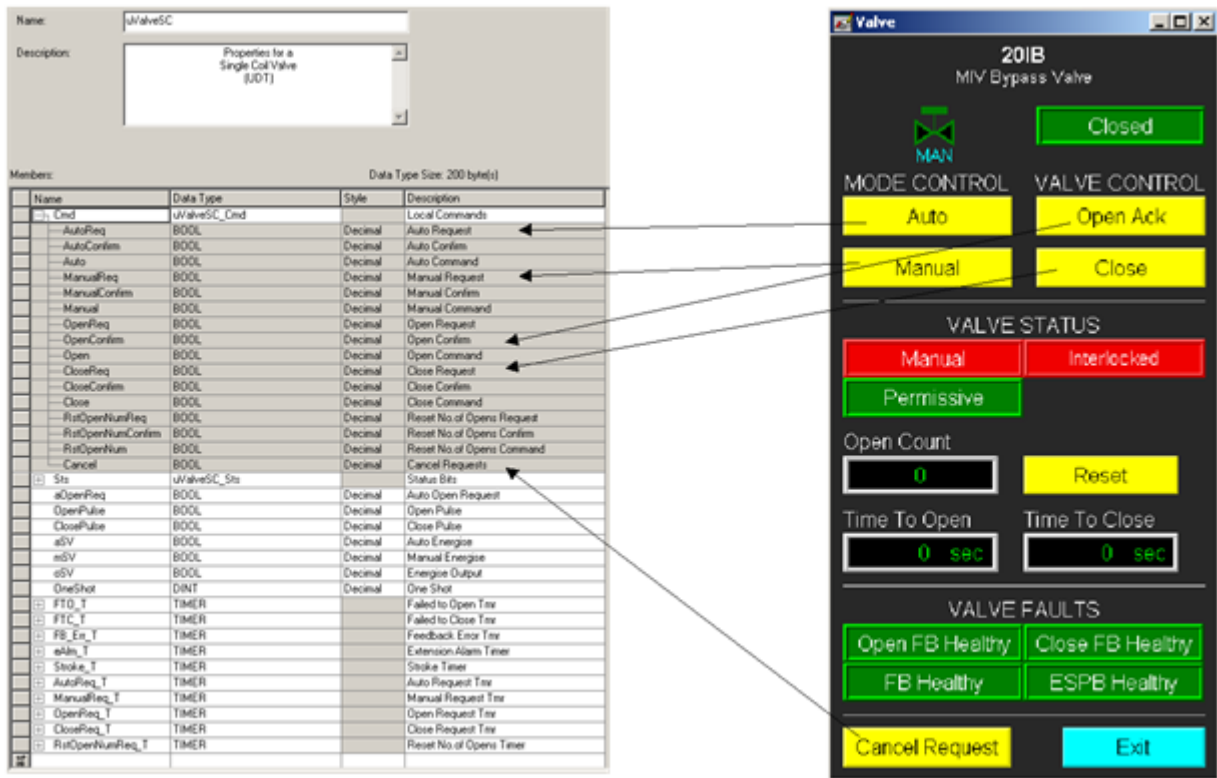 Name: uValveSC
Description: Properties for a
Single Coil Valve
(UDT)
Members: Data Type Size: 200 byte(s)
Name Data Type Style Description
Cmd uValveSC_Cmd Local Commands
AutoReq BOOL Decimal Auto Request
AutoConfirm BOOL Decimal Auto Confirm
Auto BOOL Decimal Auto Command
ManualReq BOOL Decimal Manual Request
ManualConfirm BOOL Decimal Manual Confirm
Manual BOOL Decimal Manual Command
OpenReq BOOL Decimal Open Request
OpenConfirm BOOL Decimal Open Confirm
Open BOOL Decimal Open Command
CloseReq BOOL Decimal Close Request
CloseConfirm BOOL Decimal Close Confirm
Close BOOL Decimal Close Command
RstOpenNumReq BOOL Decimal Reset No.of Opens Request
RstOpenNumConfirm BOOL Decimal Reset No.of Opens Confirm
RstOpenNum BOOL Decimal Reset No.of Opens Command
Cancel BOOL Decimal Cancel Requests
Sts uValveSC_Sts Status Bits
aOpenReq BOOL Decimal Auto Open Request
OpenPulse BOOL Decimal Open Pulse
ClosePulse BOOL Decimal Close Pulse
aSV BOOL Decimal Auto Energise
mSV BOOL Decimal Manual Energise
oSV BOOL Decimal Energise Output
OneShot DINT Decimal One Shot
FTO_T TIMER Failed to Open Tmr
FTC_T TIMER Failed to Close Tmr
FB_Err_T TIMER Feedback Error Tmr
eAlm_T TIMER Extension Alarm Timer
Stroke_T TIMER Stroke Timer
AutoReq_T TIMER Auto Request Tmr
ManualReq_T TIMER Manual Request Tmr
OpenReq_T TIMER Open Request Tmr
CloseReq_T TIMER Close Request Tmr
RstOpenNumReq_T TIMER Reset No.of Opens Timer
Valve
20IB
MIV Bypass Valve
Closed
MAN
MODE CONTROL VALVE CONTROL
Auto Open Ack
Manual Close
VALVE STATUS
Manual Interlocked
Permissive
Open Count
0 Reset
Time To Open Time To Close
0 sec 0 sec
VALVE FAULTS
Open FB Healthy Close FB Healthy
FB Healthy ESPB Healthy
Cancel Request Exit